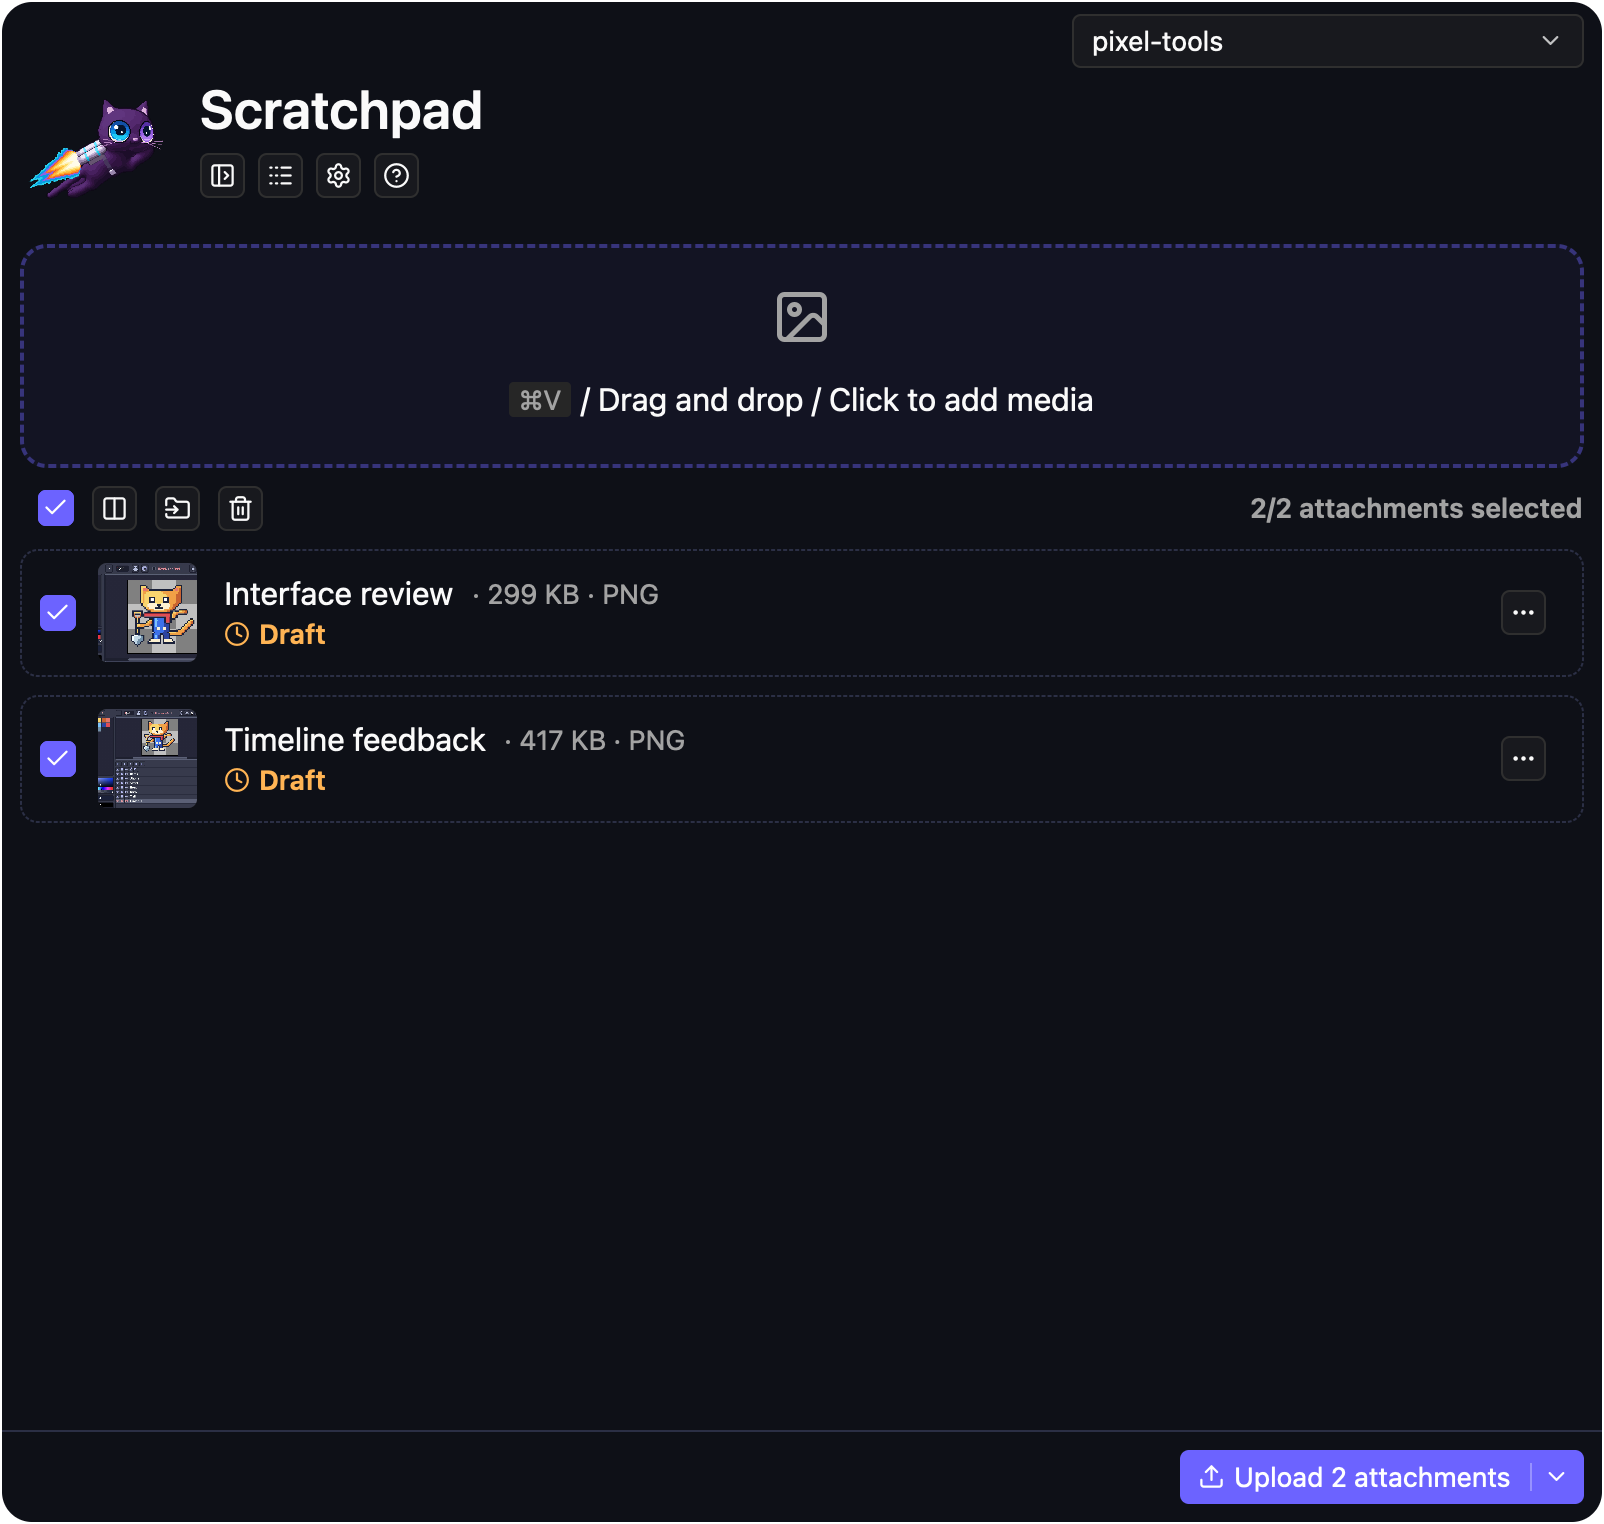 pixel-tools
Scratchpad
⌘V / Drag and drop / Click to add media
2/2 attachments selected
Interface review · 299 KB · PNG
Draft
Timeline feedback · 417 KB · PNG
Draft
Upload 2 attachments